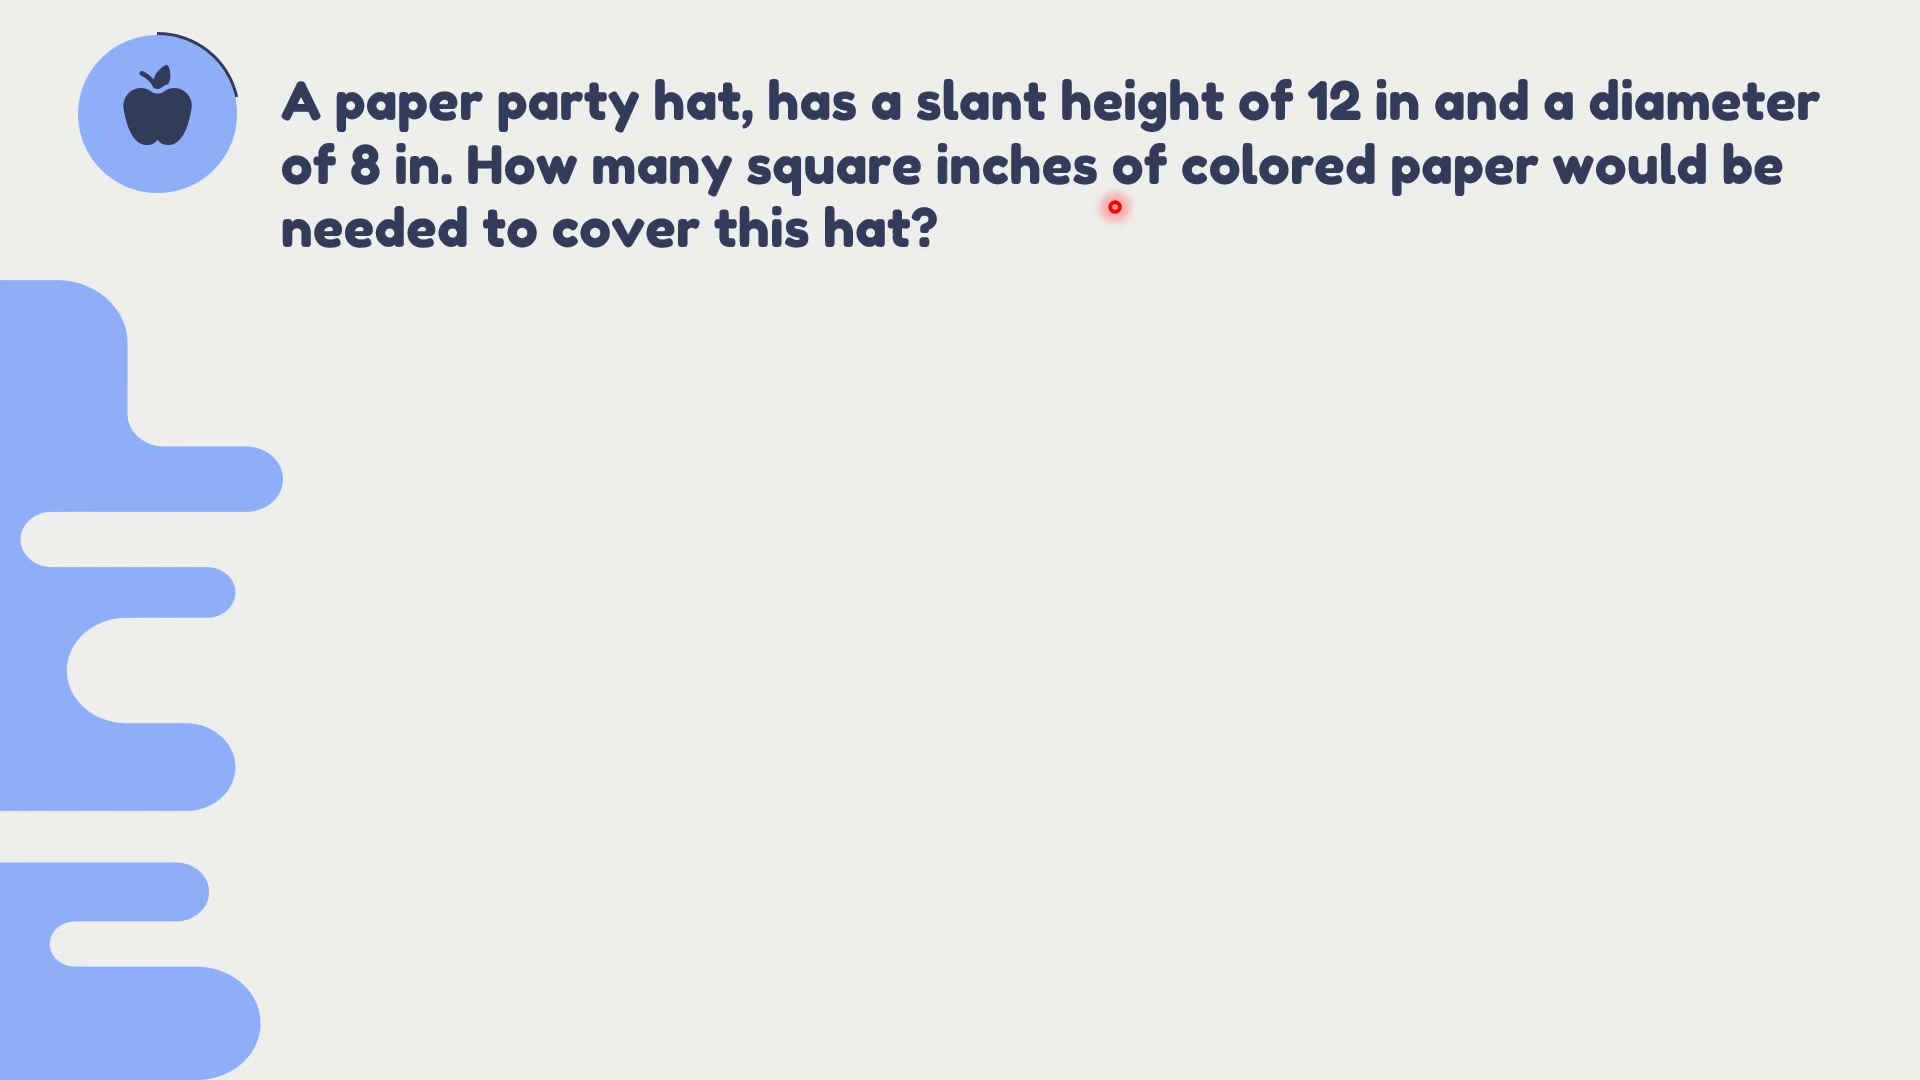 A paper party hat, has a slant height of 12 in and a diameter
of 8 in. How many square inches of colored paper would be
needed to cover this hat?